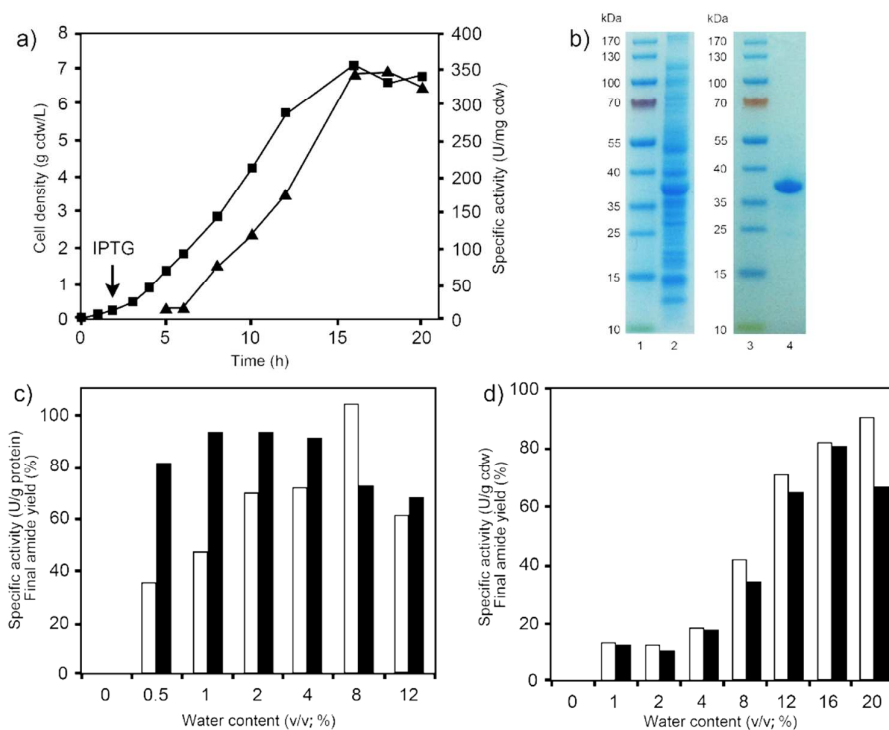 a)
8
7
6
5
4
3
2
1
0
Cell density (g cdw/L)
IPTG
400
350
300
250
200
150
100
50
0
Specific activity (U/mg cdw)
0 5 10 15 20
Time (h)
b)
kDa
170
130
100
70
55
40
35
25
15
10
1 2
kDa
170
130
100
70
55
40
35
25
15
10
3 4
c)
100
80
60
40
20
0
Specific activity (U/g protein)
Final amide yield (%)
0 0.5 1 2 4 8 12
Water content (v/v; %)
d)
100
80
60
40
20
0
Specific activity (U/g cdw)
Final amide yield (%)
0 1 2 4 8 12 16 20
Water content (v/v; %)